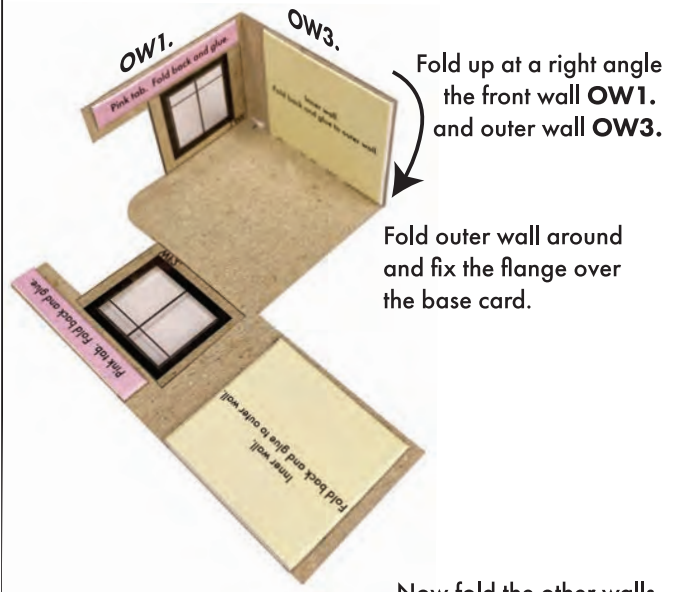 OW1.
OW3.
Pink tab. Fold back and glue.
Inner wall.
Fold back and glue to outer wall.
Fold up at a right angle
the front wall OW1.
and outer wall OW3.
Fold outer wall around
and fix the flange over
the base card.
Pink tab. Fold back and glue.
Inner wall.
Fold back and glue to outer wall.
Now fold the other walls